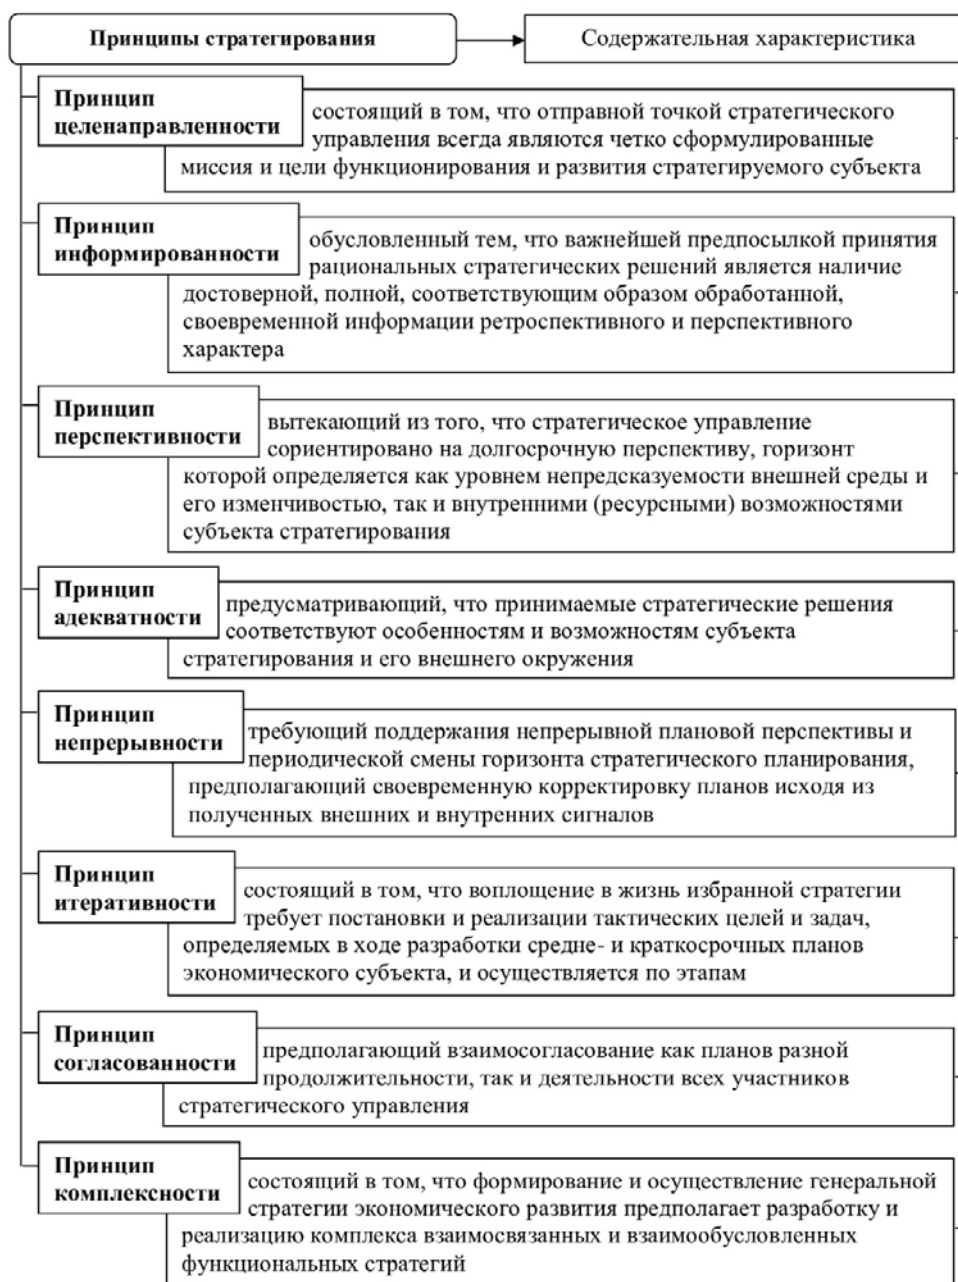 Принципы стратегирования
Содержательная характеристика
Принцип
целенаправленности
состоящий в том, что отправной точкой стратегического
управления всегда являются четко сформулированные
миссия и цели функционирования и развития стратегируемого субъекта
Принцип
информированности
обусловленный тем, что важнейшей предпосылкой принятия
рациональных стратегических решений является наличие
достоверной, полной, соответствующим образом обработанной,
своевременной информации ретроспективного и перспективного
характера
Принцип
перспективности
вытекающий из того, что стратегическое управление
сориентировано на долгосрочную перспективу, горизонт
которой определяется как уровнем непредсказуемости внешней среды и
его изменчивостью, так и внутренними (ресурсными) возможностями
субъекта стратегирования
Принцип
адекватности
предусматривающий, что принимаемые стратегические решения
соответствуют особенностям и возможностям субъекта
стратегирования и его внешнего окружения
Принцип
непрерывности
требующий поддержания непрерывной плановой перспективы и
периодической смены горизонта стратегического планирования,
предполагающий своевременную корректировку планов исходя из
полученных внешних и внутренних сигналов
Принцип
итеративности
состоящий в том, что воплощение в жизнь избранной стратегии
требует постановки и реализации тактических целей и задач,
определяемых в ходе разработки средне- и краткосрочных планов
экономического субъекта, и осуществляется по этапам
Принцип
согласованности
предполагающий взаимосогласование как планов разной
продолжительности, так и деятельности всех участников
стратегического управления
Принцип
комплексности
состоящий в том, что формирование и осуществление генеральной
стратегии экономического развития предполагает разработку и
реализацию комплекса взаимосвязанных и взаимообусловленных
функциональных стратегий